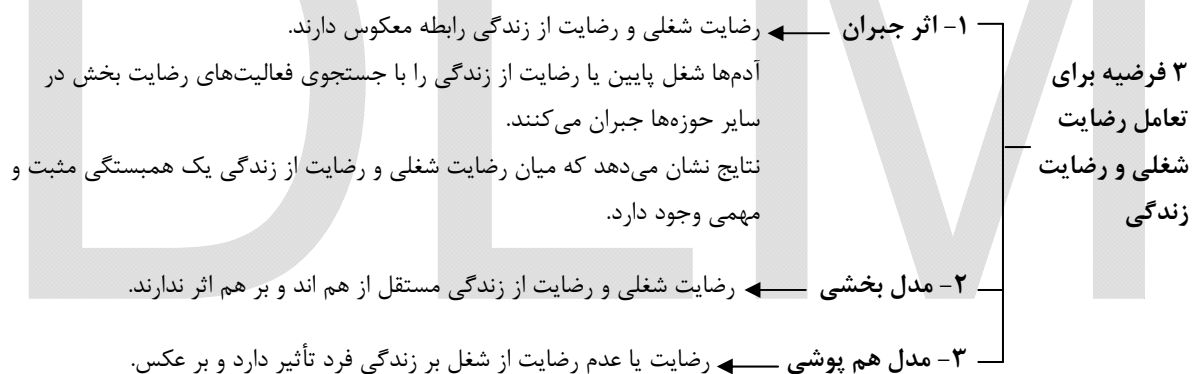 ۳ فرضیه برای
تعامل رضایت
شغلی و رضایت
زندگی
۱- اثر جبران رضایت شغلی و رضایت از زندگی رابطه معکوس دارند.
آدم‌ها شغل پایین یا رضایت از زندگی را با جستجوی فعالیت‌های رضایت بخش در
سایر حوزه‌ها جبران می‌کنند.
نتایج نشان می‌دهد که میان رضایت شغلی و رضایت از زندگی یک همبستگی مثبت و
مهمی وجود دارد.
۲- مدل بخشی رضایت شغلی و رضایت از زندگی مستقل از هم اند و بر هم اثر ندارند.
۳- مدل هم پوشی رضایت یا عدم رضایت از شغل بر زندگی فرد تأثیر دارد و بر عکس.